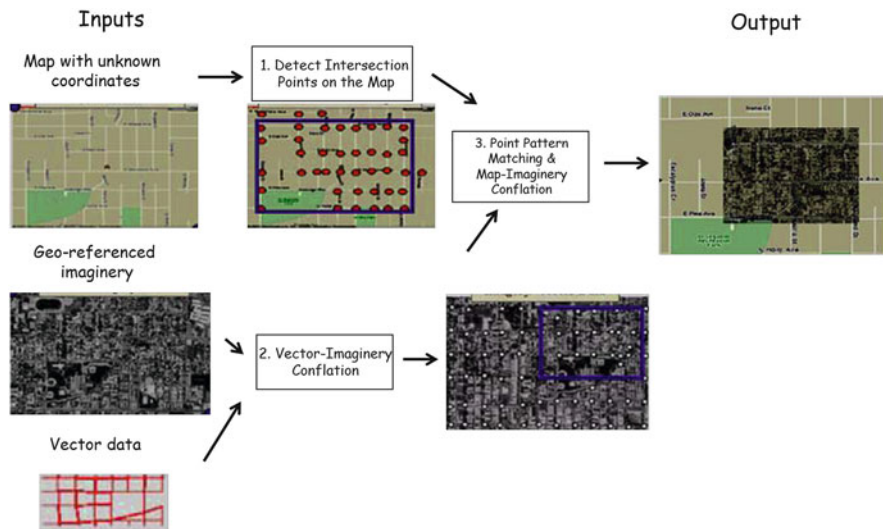 Inputs
Output
Map with unknown
coordinates
1. Detect Intersection
Points on the Map
3. Point Pattern
Matching &
Map-Imaginery
Conflation
Geo-referenced
imaginery
2. Vector-Imaginery
Conflation
Vector data